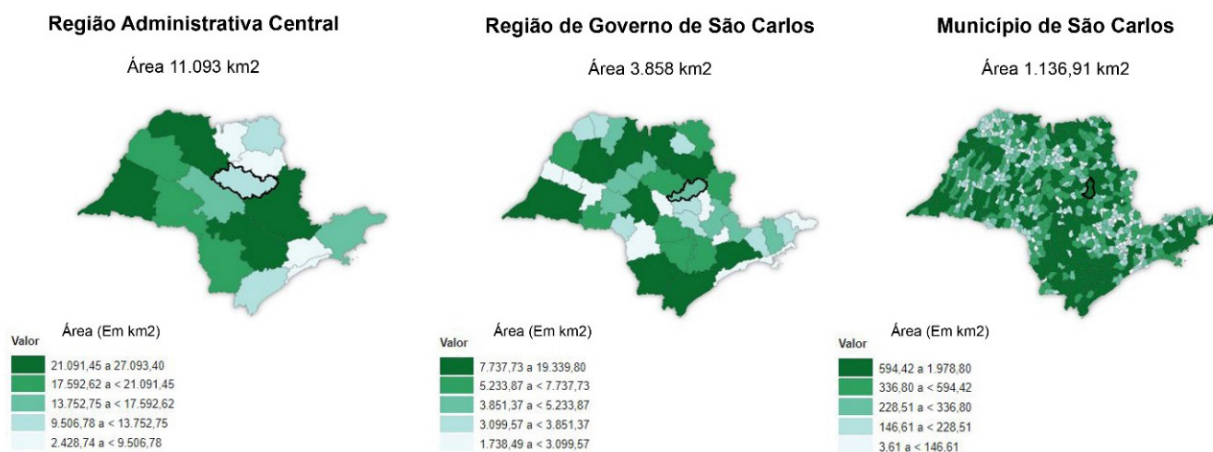 Região Administrativa Central
Área 11.093 km2
Área (Em km2)
Valor
21.091,45 a 27.093,40
17.592,62 a < 21.091,45
13.752,75 a < 17.592,62
9.506,78 a < 13.752,75
2.428,74 a < 9.506,78
Região de Governo de São Carlos
Área 3.858 km2
Área (Em km2)
Valor
7.737,73 a 19.339,80
5.233,87 a < 7.737,73
3.851,37 a < 5.233,87
3.099,57 a < 3.851,37
1.738,49 a < 3.099,57
Município de São Carlos
Área 1.136,91 km2
Área (Em km2)
Valor
594,42 a 1.978,80
336,80 a < 594,42
228,51 a < 336,80
146,61 a < 228,51
3,61 a < 146,61